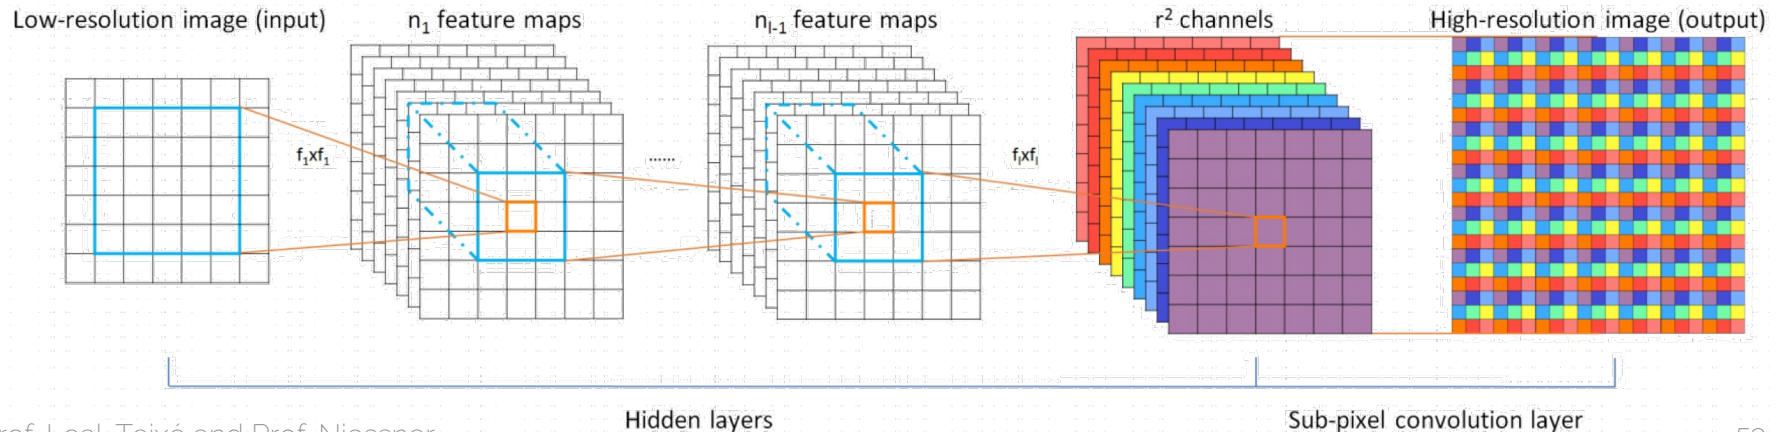 Low-resolution image (input)
n₁ feature maps
nₗ₋₁ feature maps
r² channels
High-resolution image (output)
f₁xf₁
......
fₗxfₗ
Hidden layers
Sub-pixel convolution layer